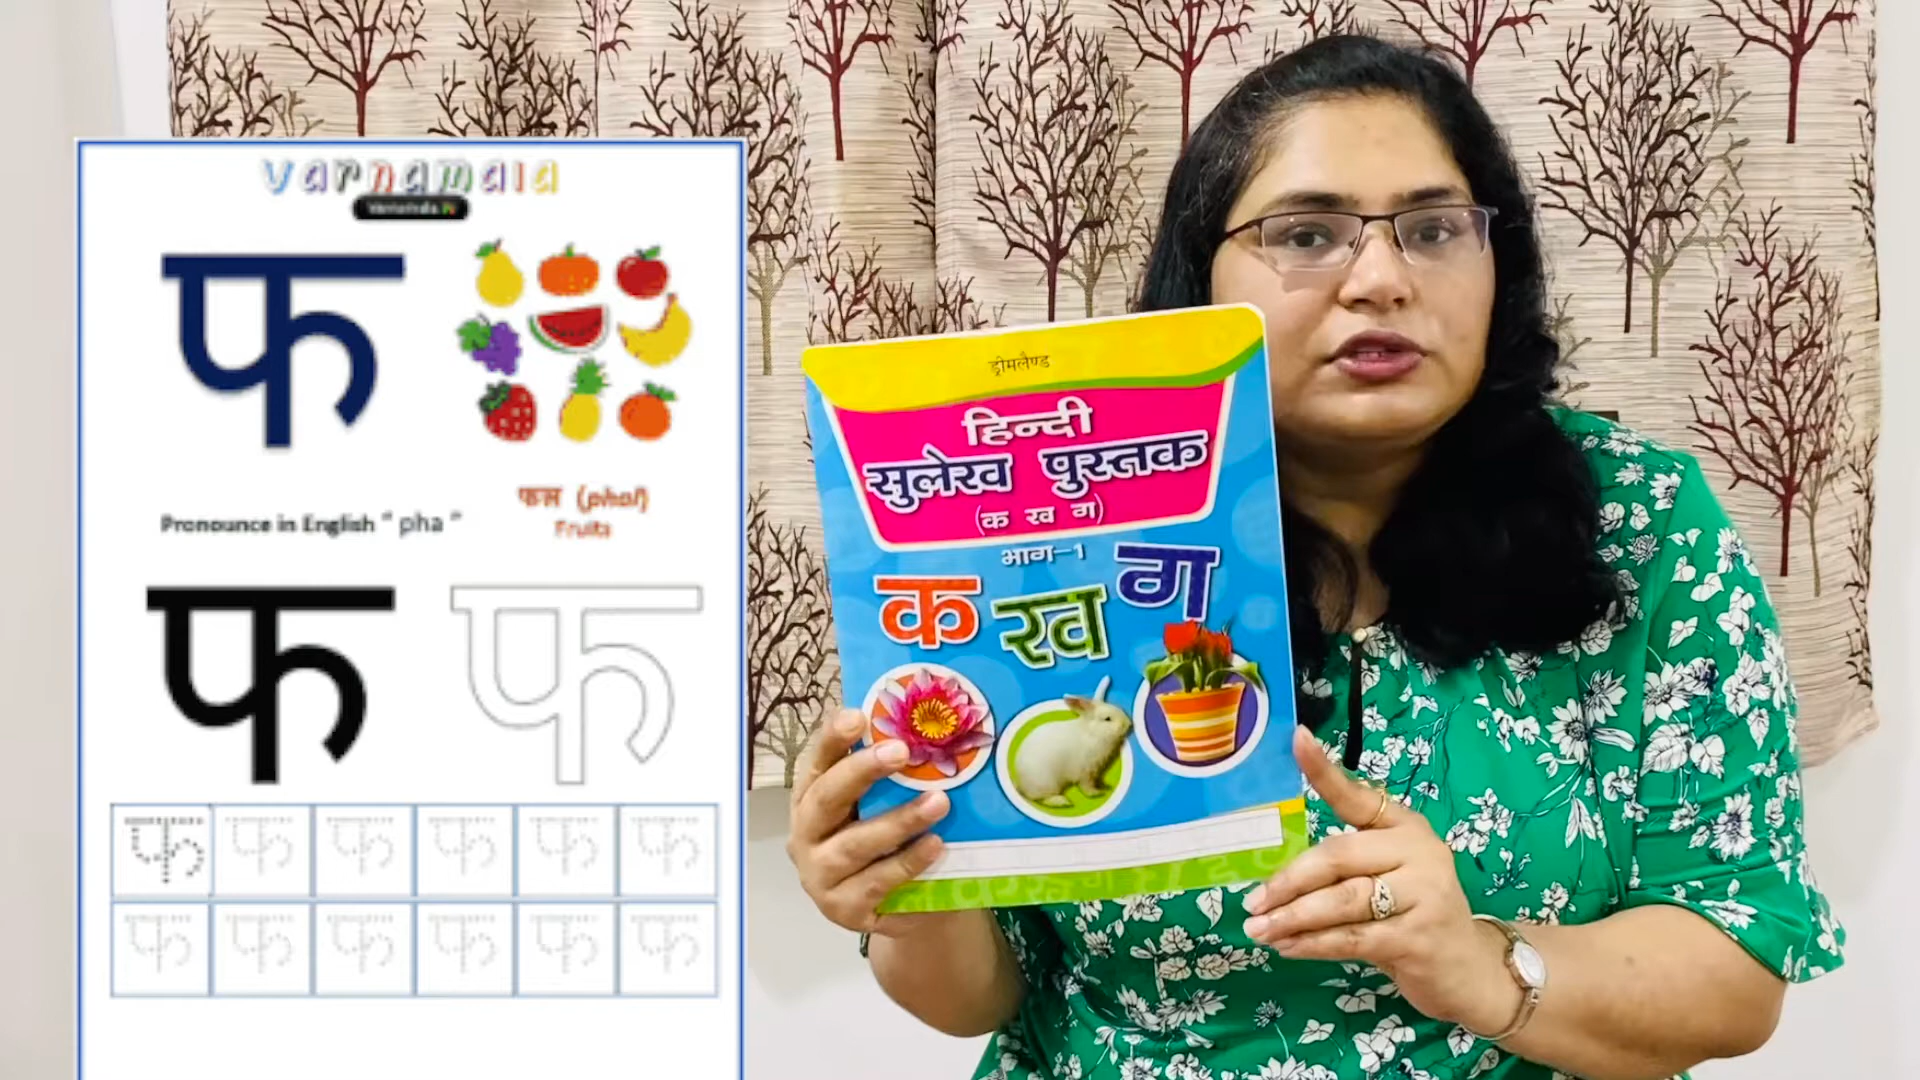 varnamala
फ
फल (phal)
Pronounce in English " pha "
Fruits
फ फ
फ फ फ फ फ फ
फ फ फ फ फ फ
ड्रीमलैण्ड
हिन्दी
सुलेख पुस्तक
(क ख ग)
भाग-1
क ख ग